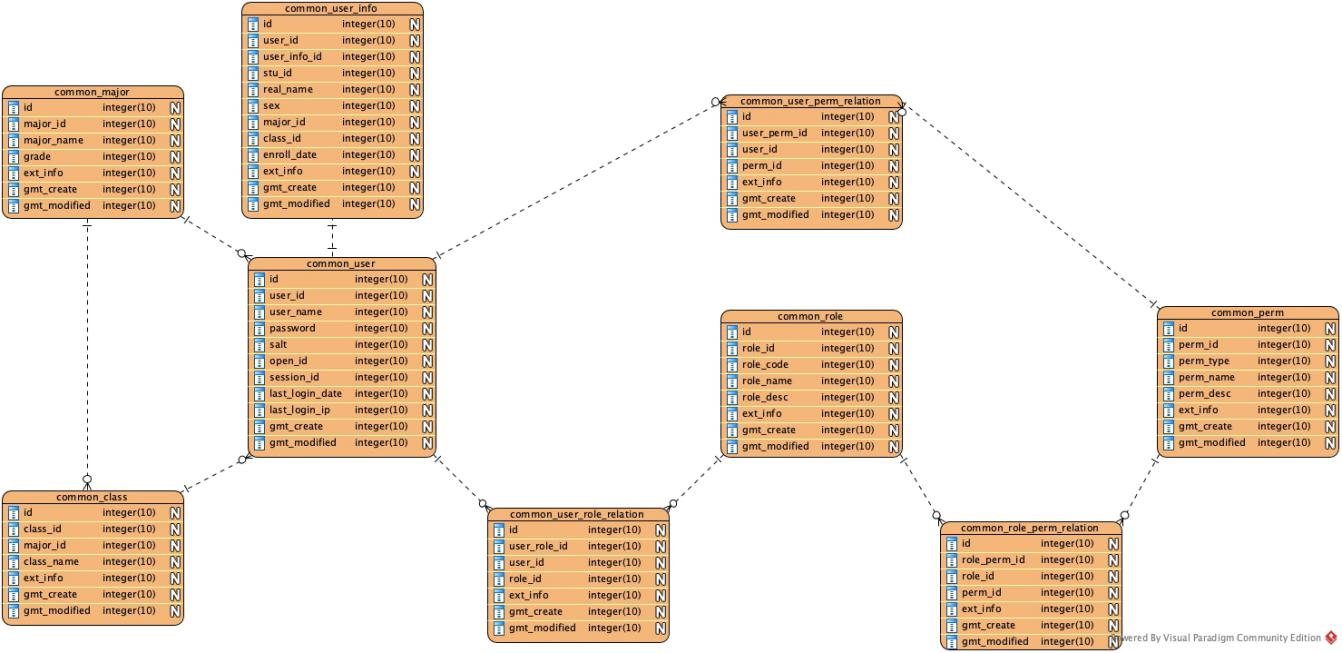 common_user_info
id integer(10) N
user_id integer(10) N
user_info_id integer(10) N
stu_id integer(10) N
real_name integer(10) N
sex integer(10) N
major_id integer(10) N
class_id integer(10) N
enroll_date integer(10) N
ext_info integer(10) N
gmt_create integer(10) N
gmt_modified integer(10) N
common_major
id integer(10) N
major_id integer(10) N
major_name integer(10) N
grade integer(10) N
ext_info integer(10) N
gmt_create integer(10) N
gmt_modified integer(10) N
common_user_perm_relation
id integer(10) N
user_perm_id integer(10) N
user_id integer(10) N
perm_id integer(10) N
ext_info integer(10) N
gmt_create integer(10) N
gmt_modified integer(10) N
common_user
id integer(10) N
user_id integer(10) N
user_name integer(10) N
password integer(10) N
salt integer(10) N
open_id integer(10) N
session_id integer(10) N
last_login_date integer(10) N
last_login_ip integer(10) N
gmt_create integer(10) N
gmt_modified integer(10) N
common_role
id integer(10) N
role_id integer(10) N
role_code integer(10) N
role_name integer(10) N
role_desc integer(10) N
ext_info integer(10) N
gmt_create integer(10) N
gmt_modified integer(10) N
common_perm
id integer(10) N
perm_id integer(10) N
perm_type integer(10) N
perm_name integer(10) N
perm_desc integer(10) N
ext_info integer(10) N
gmt_create integer(10) N
gmt_modified integer(10) N
common_class
id integer(10) N
class_id integer(10) N
major_id integer(10) N
class_name integer(10) N
ext_info integer(10) N
gmt_create integer(10) N
gmt_modified integer(10) N
common_user_role_relation
id integer(10) N
user_role_id integer(10) N
user_id integer(10) N
role_id integer(10) N
ext_info integer(10) N
gmt_create integer(10) N
gmt_modified integer(10) N
common_role_perm_relation
id integer(10) N
role_perm_id integer(10) N
role_id integer(10) N
perm_id integer(10) N
ext_info integer(10) N
gmt_create integer(10) N
gmt_modified integer(10) N
wered By Visual Paradigm Community Edition